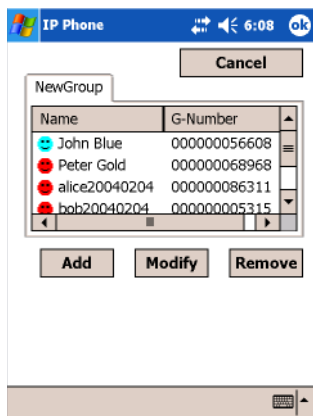 IP Phone 6:08 ok
Cancel
NewGroup
Name G-Number
John Blue 000000056608
Peter Gold 000000068968
alice20040204 000000086311
bob20040204 000000005315
Add Modify Remove